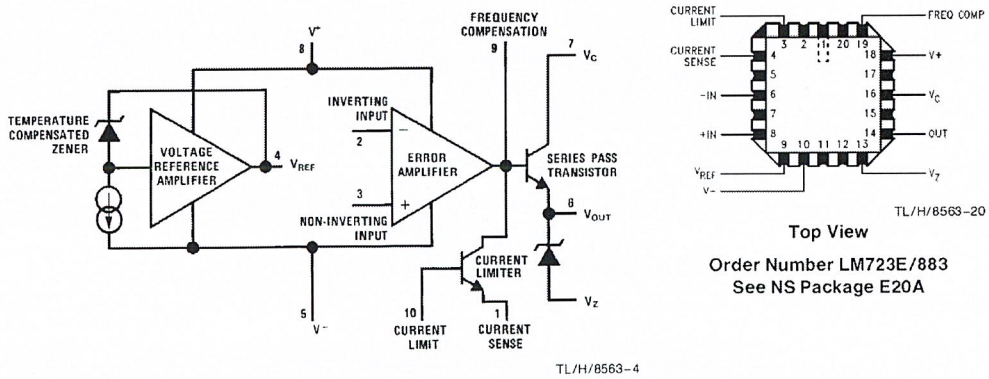 FREQUENCY
COMPENSATION
9
V+
8
7
VC
INVERTING
INPUT
2
−
TEMPERATURE
COMPENSATED
ZENER
VOLTAGE
REFERENCE
AMPLIFIER
4
VREF
ERROR
AMPLIFIER
SERIES PASS
TRANSISTOR
3
+
NON-INVERTING
INPUT
6
VOUT
CURRENT
LIMITER
VZ
5
V−
10
CURRENT
LIMIT
1
CURRENT
SENSE
TL/H/8563-4
CURRENT
LIMIT
FREQ COMP
3 2 1 20 19
CURRENT
SENSE
4
18
V+
5
17
-IN
6
16
VC
7
15
+IN
8
14
OUT
9 10 11 12 13
VREF
V−
VZ
TL/H/8563-20
Top View
Order Number LM723E/883
See NS Package E20A